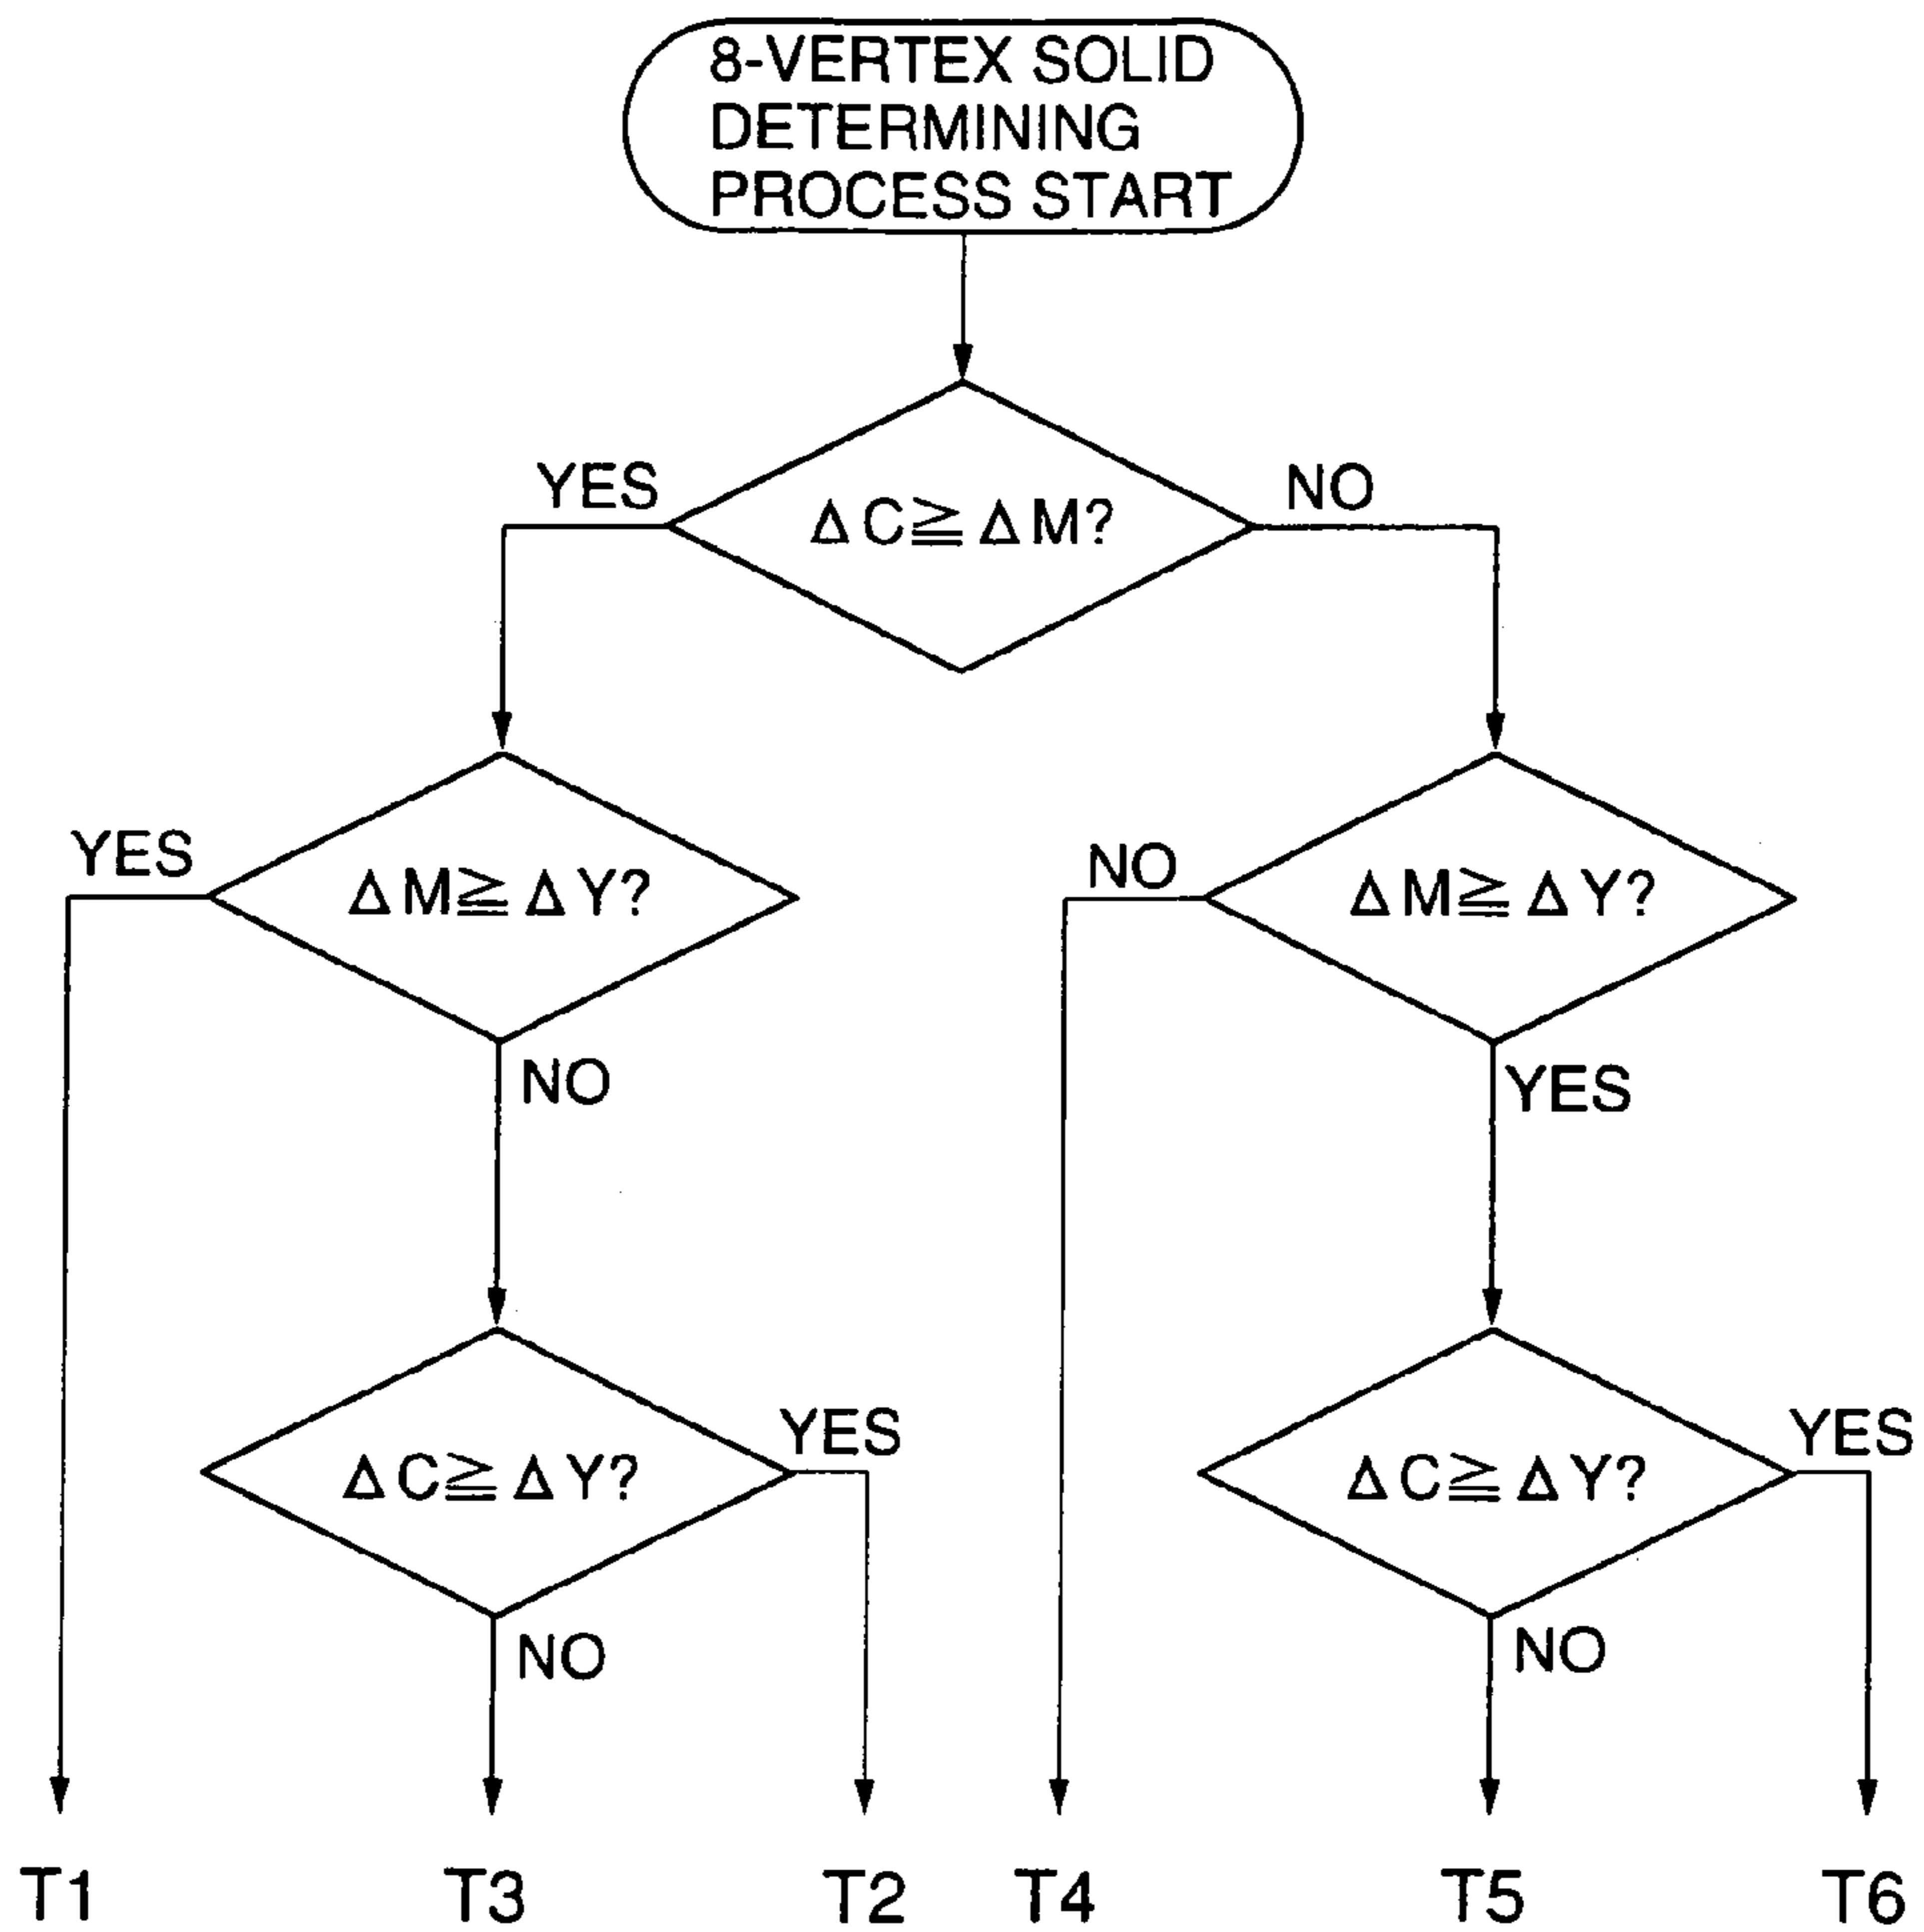 8-VERTEX SOLID
DETERMINING
PROCESS START
YES
NO
ΔC≧ΔM?
YES
ΔM≧ΔY?
NO
ΔM≧ΔY?
NO
YES
YES
ΔC≧ΔY?
YES
ΔC≧ΔY?
NO
NO
T1
T3
T2
T4
T5
T6